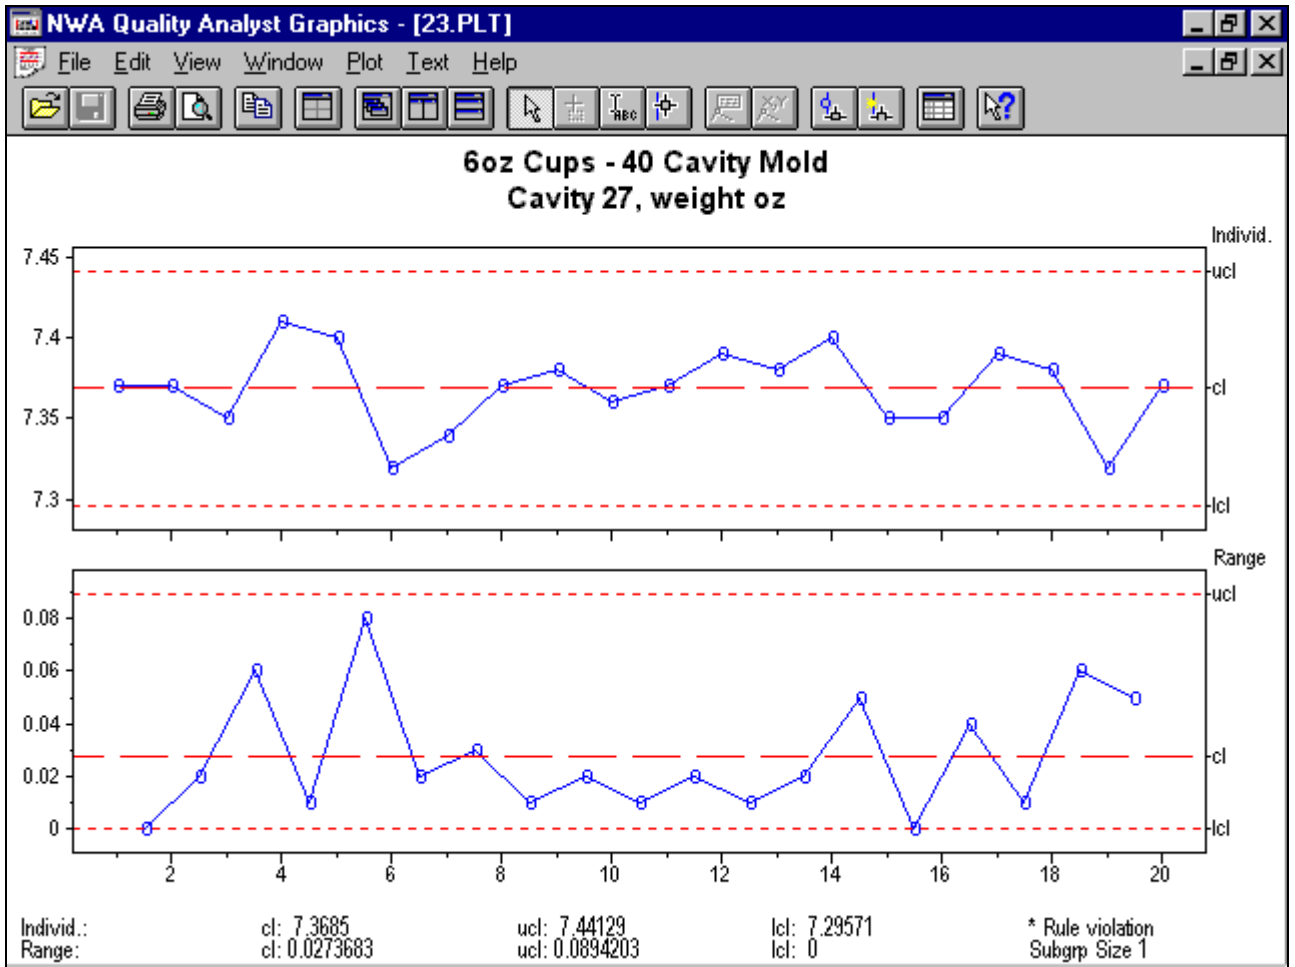 NWA Quality Analyst Graphics - [23.PLT]
File Edit View Window Plot Text Help
ABC X-Y ?
6oz Cups - 40 Cavity Mold
Cavity 27, weight oz
Individ.
7.45
ucl
7.4
cl
7.35
7.3
lcl
Range
ucl
0.08
0.06
0.04
cl
0.02
0
lcl
2 4 6 8 10 12 14 16 18 20
Individ.: cl: 7.3685 ucl: 7.44129 lcl: 7.29571 * Rule violation
Range: cl: 0.0273683 ucl: 0.0894203 lcl: 0 Subgrp Size 1